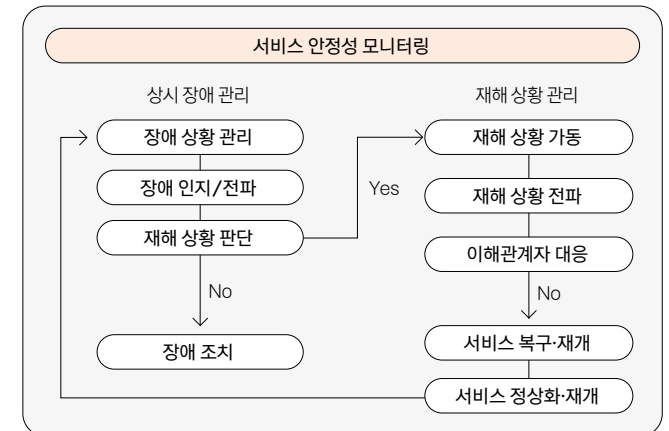 서비스 안정성 모니터링
상시 장애 관리
장애 상황 관리
장애 인지/전파
재해 상황 판단
Yes
No
장애 조치
재해 상황 관리
재해 상황 가동
재해 상황 전파
이해관계자 대응
No
서비스 복구·재개
서비스 정상화·재개